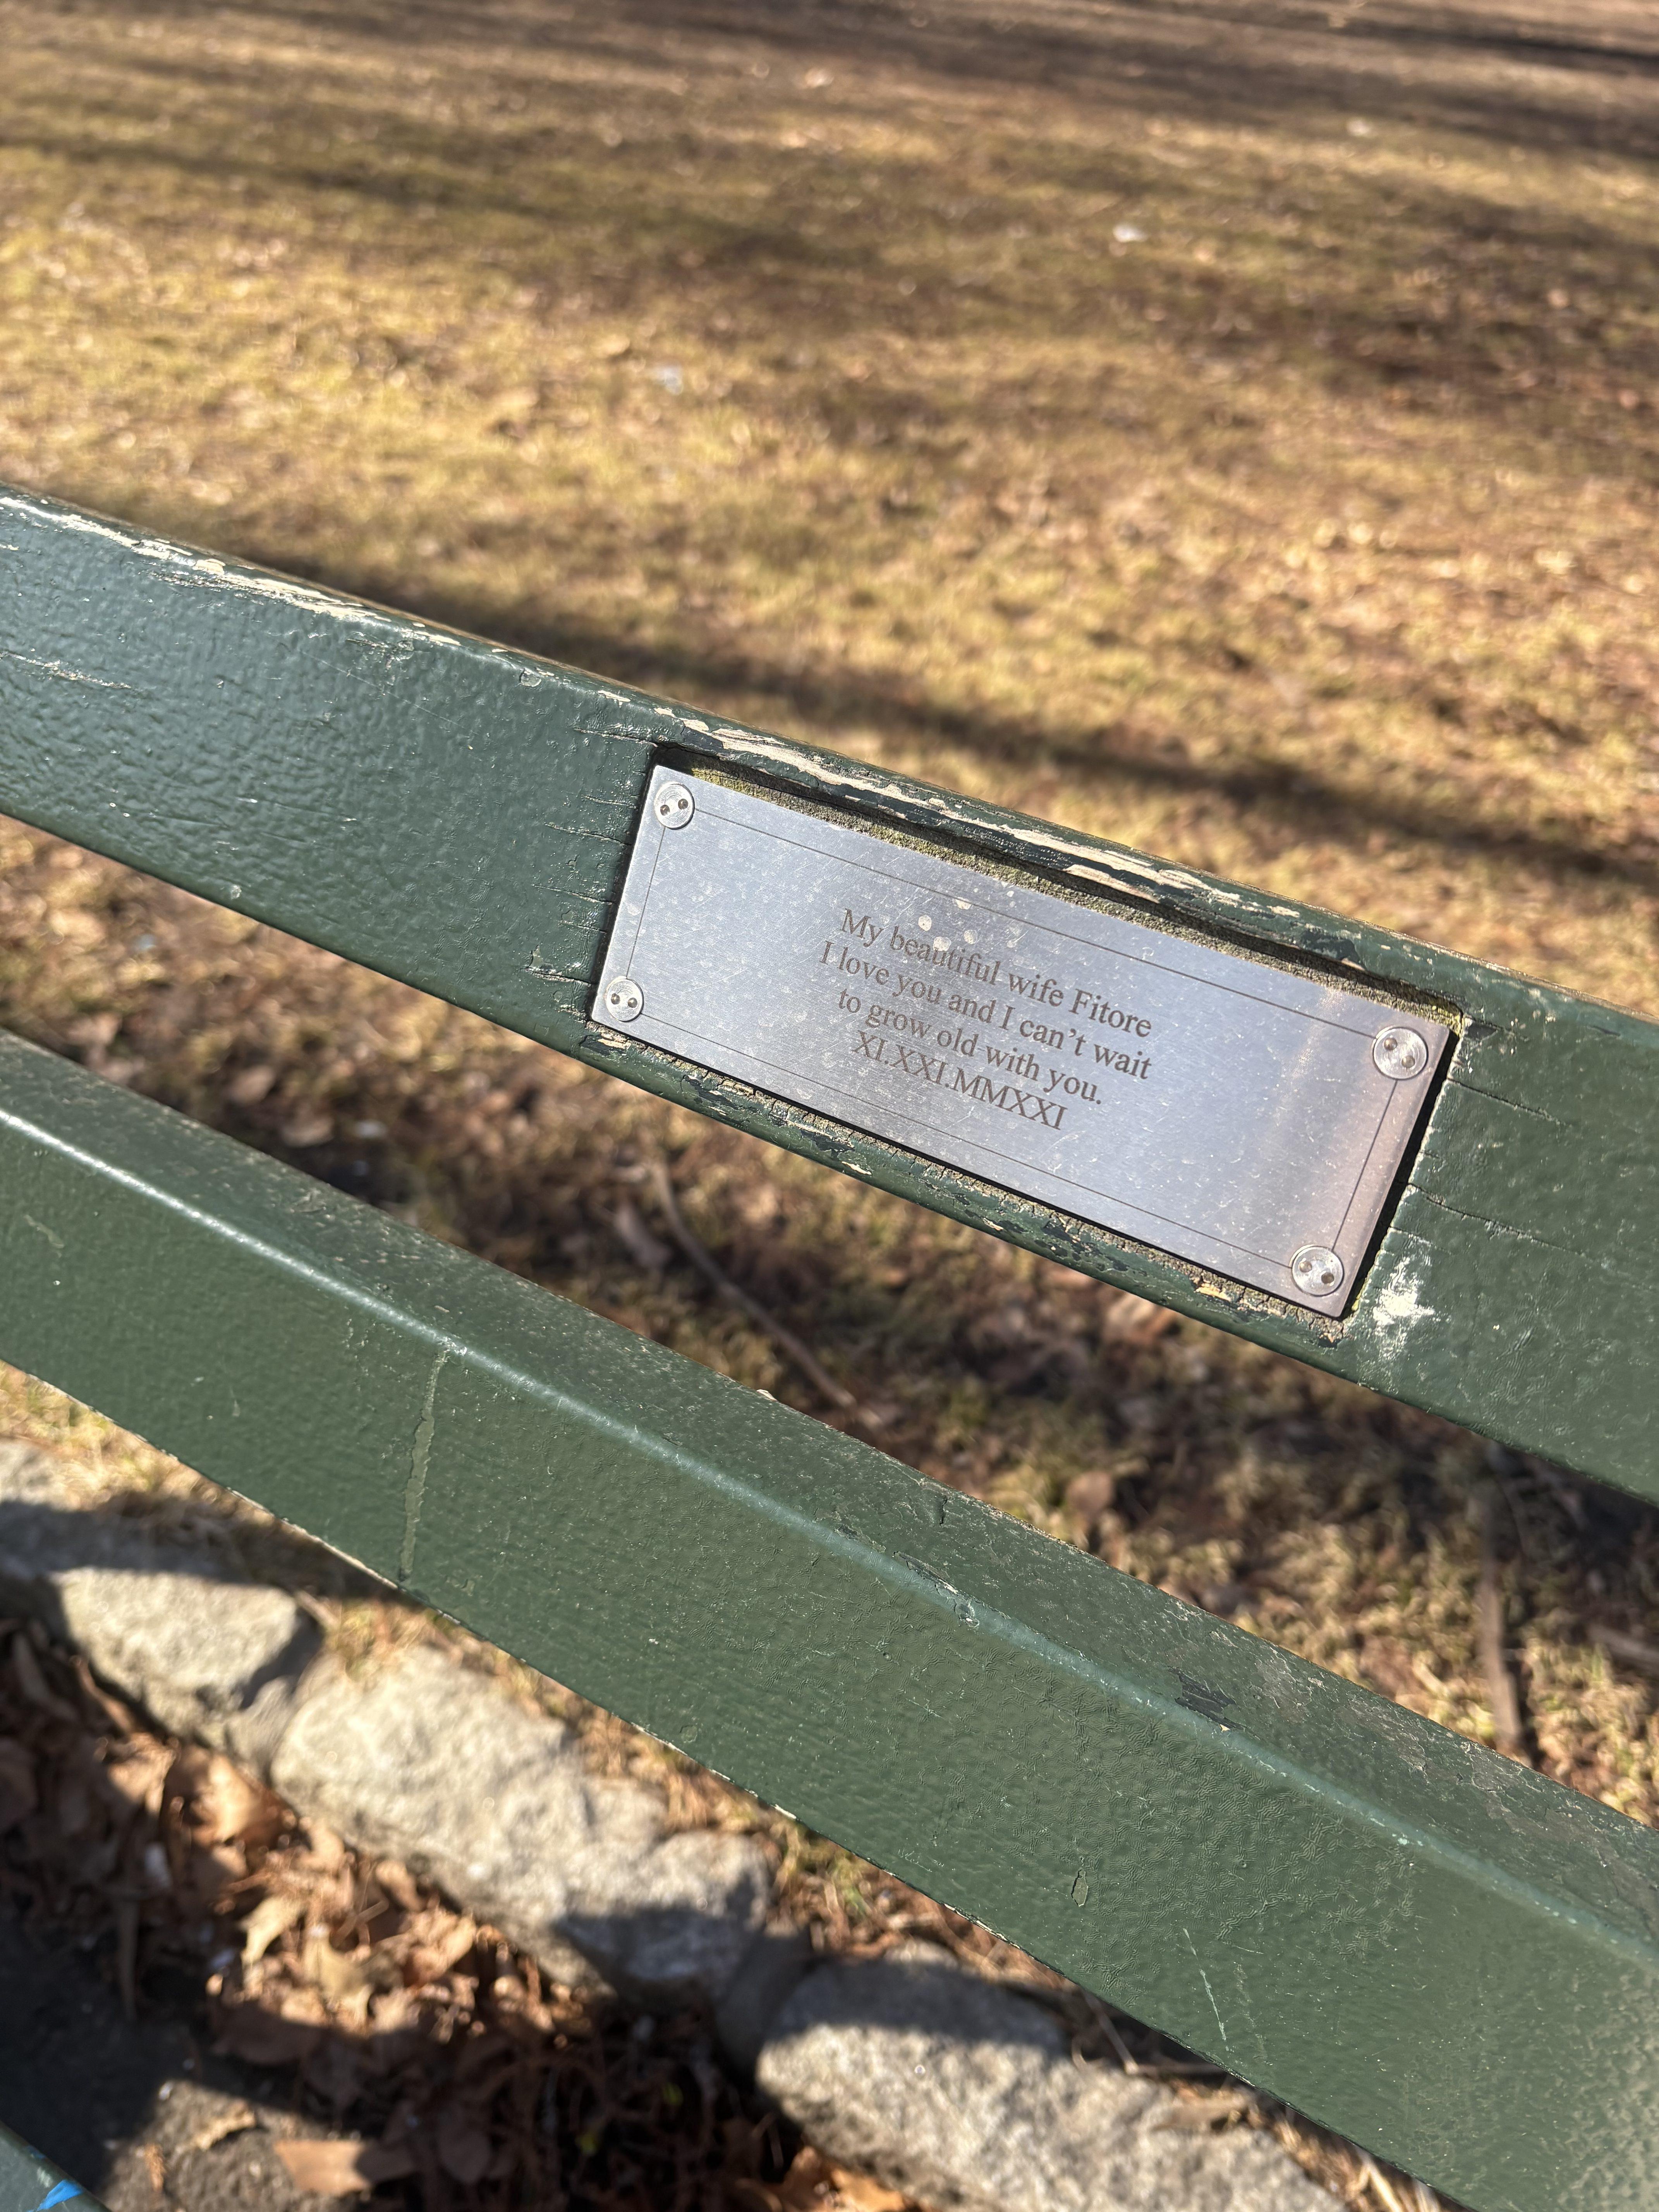 My beautiful wife Fitore
I love you and I can't wait
to grow old with you.
XI.XXI.MMXXI